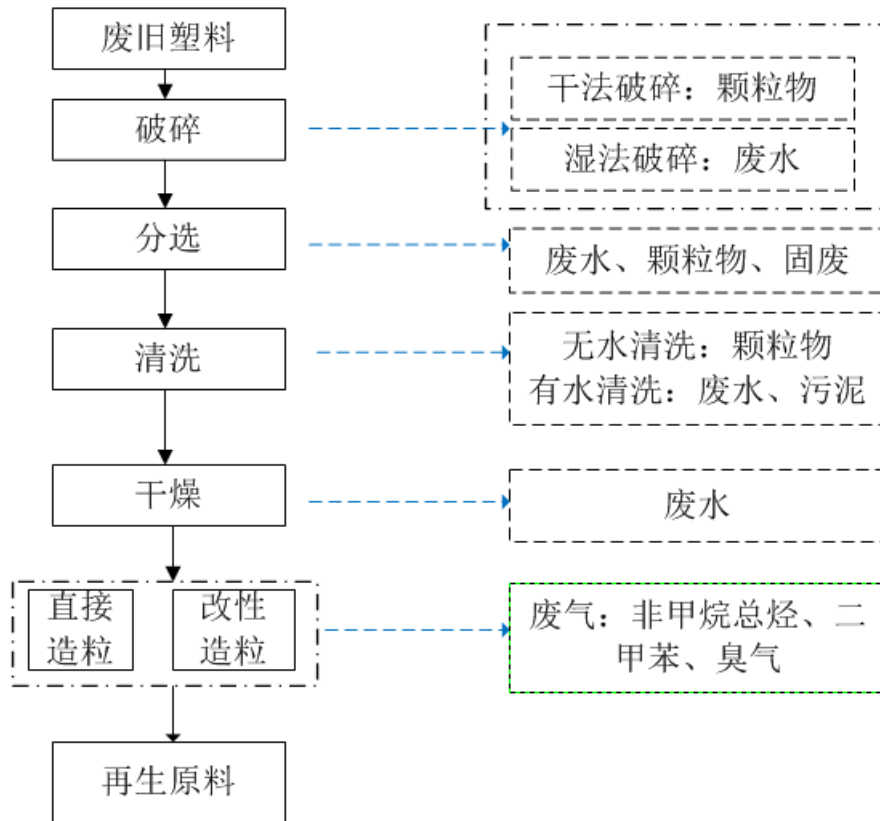 废旧塑料
破碎
干法破碎：颗粒物
湿法破碎：废水
分选
废水、颗粒物、固废
清洗
无水清洗：颗粒物
有水清洗：废水、污泥
干燥
废水
直接
造粒
改性
造粒
废气：非甲烷总烃、二
甲苯、臭气
再生原料